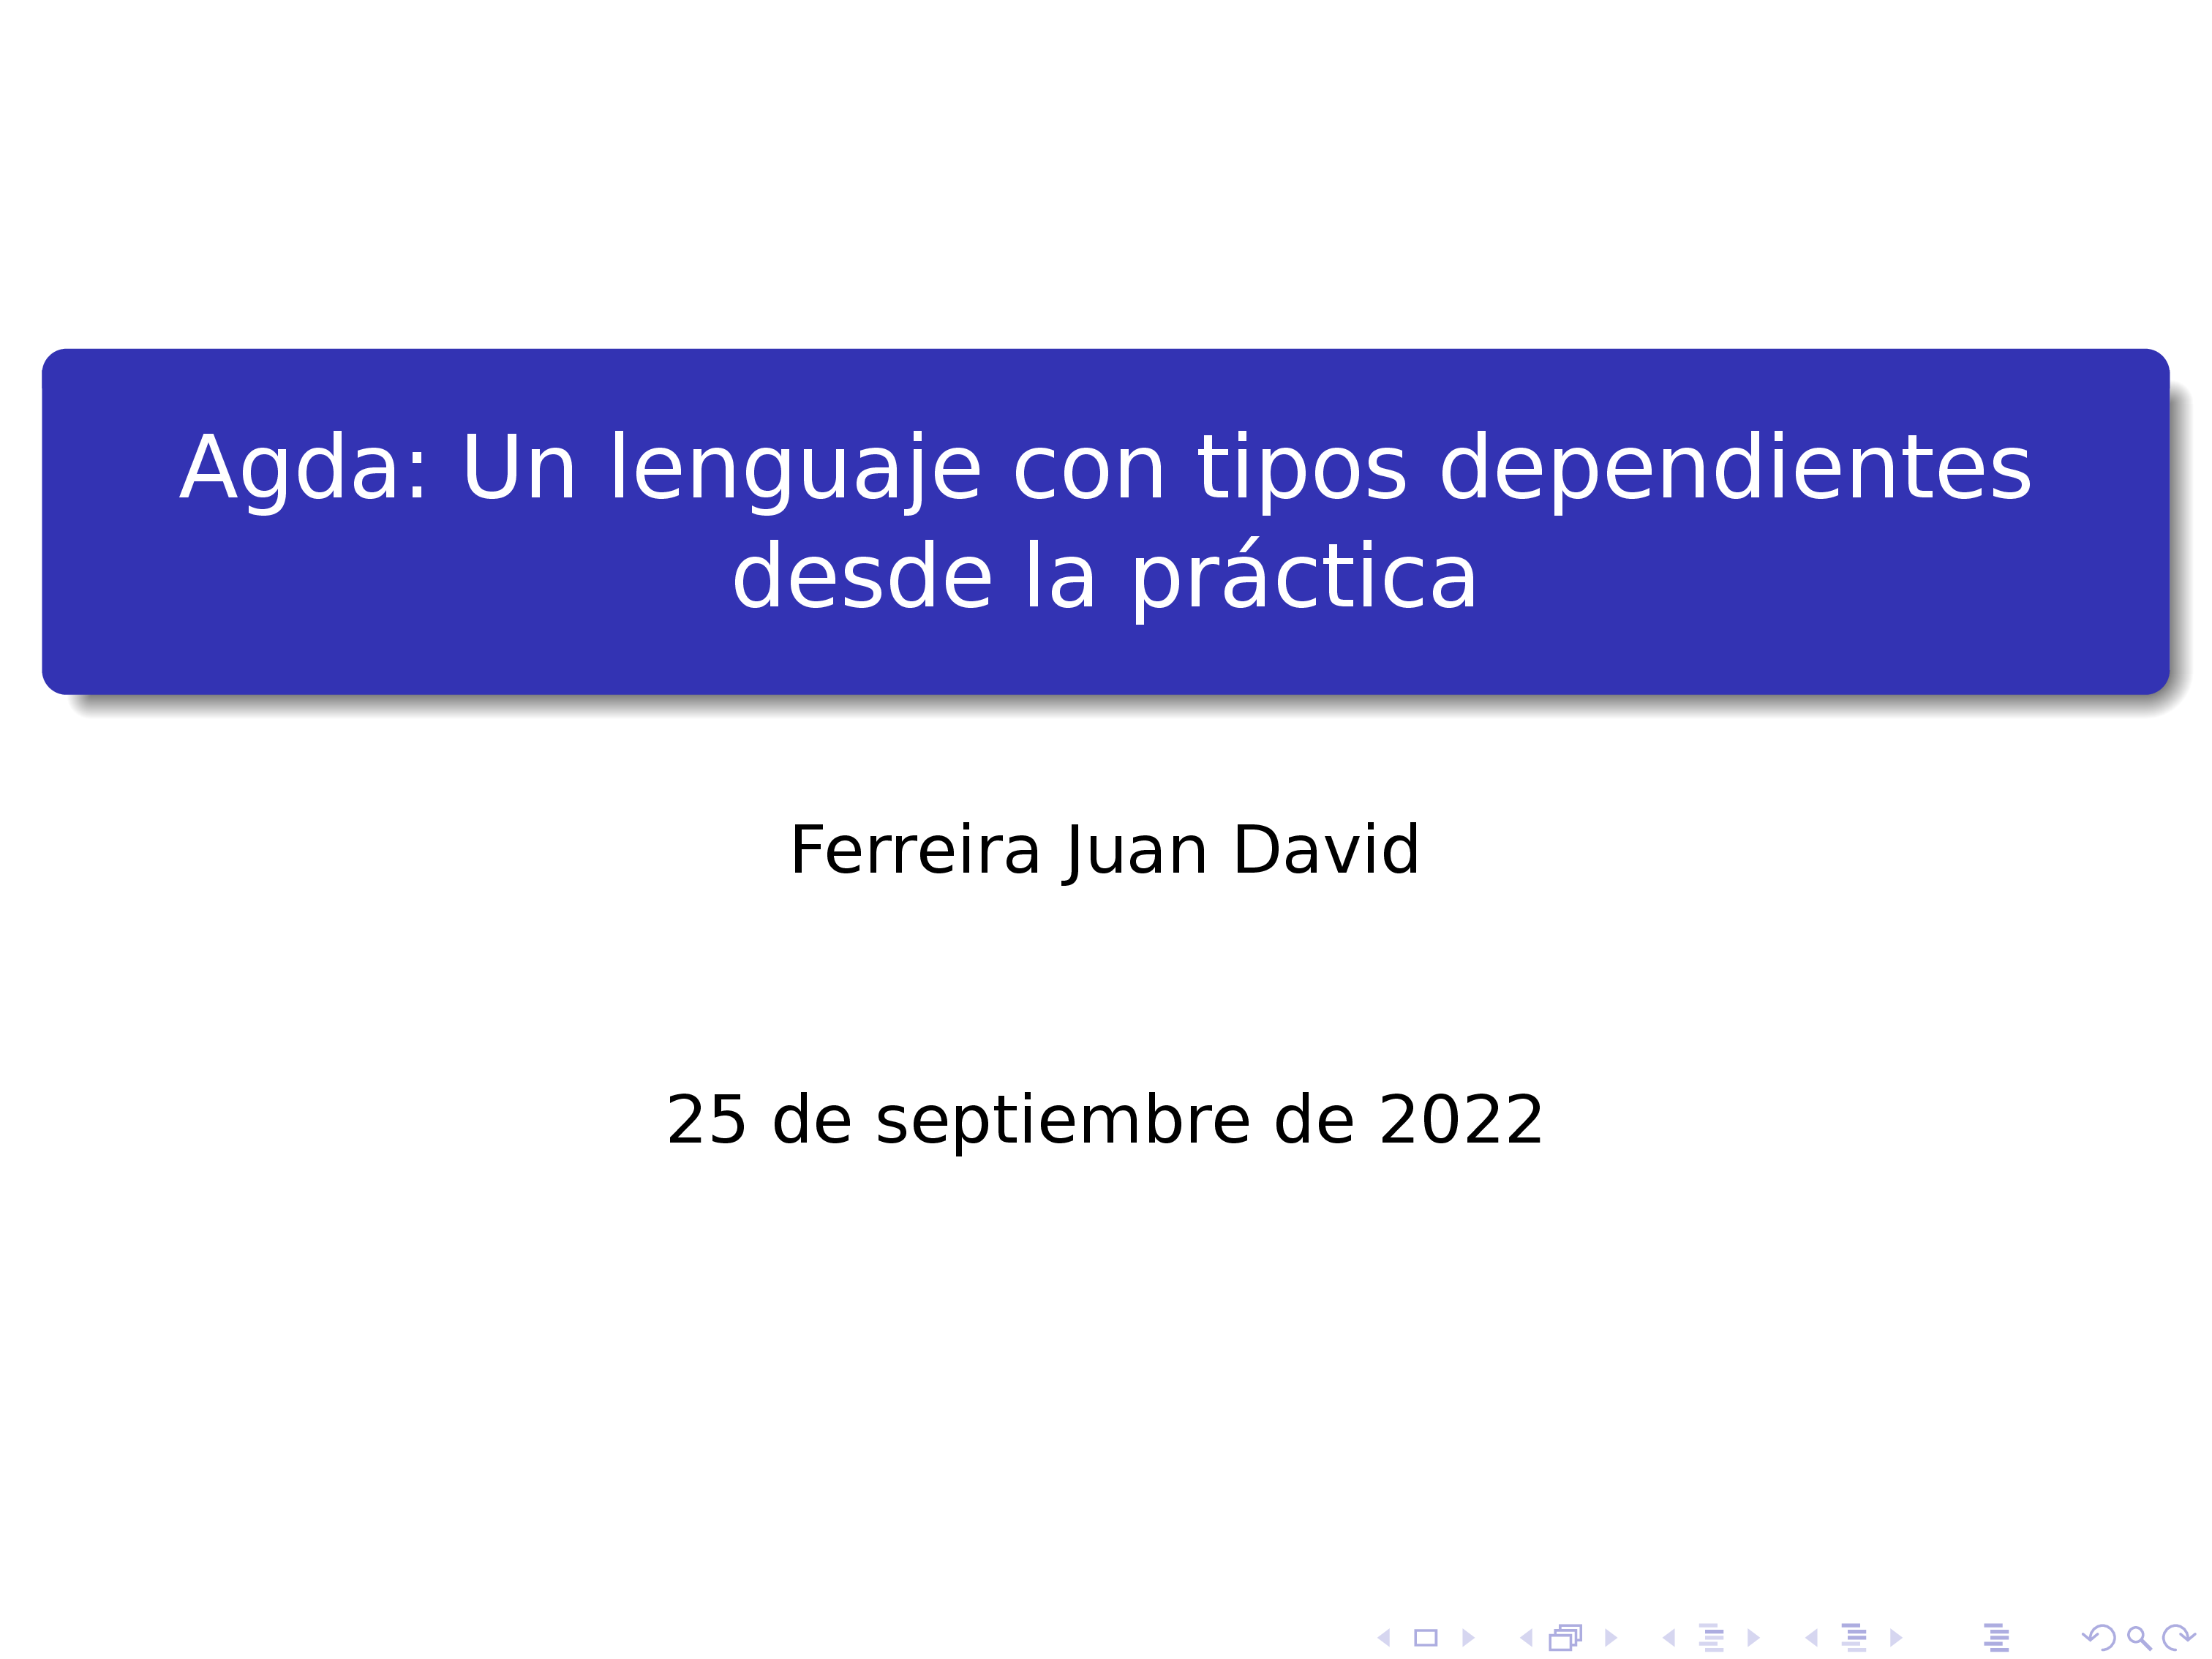 Agda: Un lenguaje con tipos dependientes
desde la práctica
Ferreira Juan David
25 de septiembre de 2022